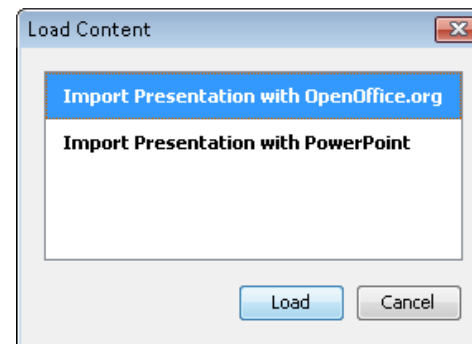 Load Content
Import Presentation with OpenOffice.org
Import Presentation with PowerPoint
Load Cancel